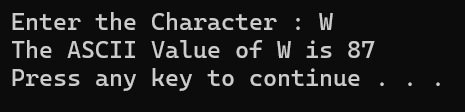 Enter the Character : W
The ASCII Value of W is 87
Press any key to continue . . .